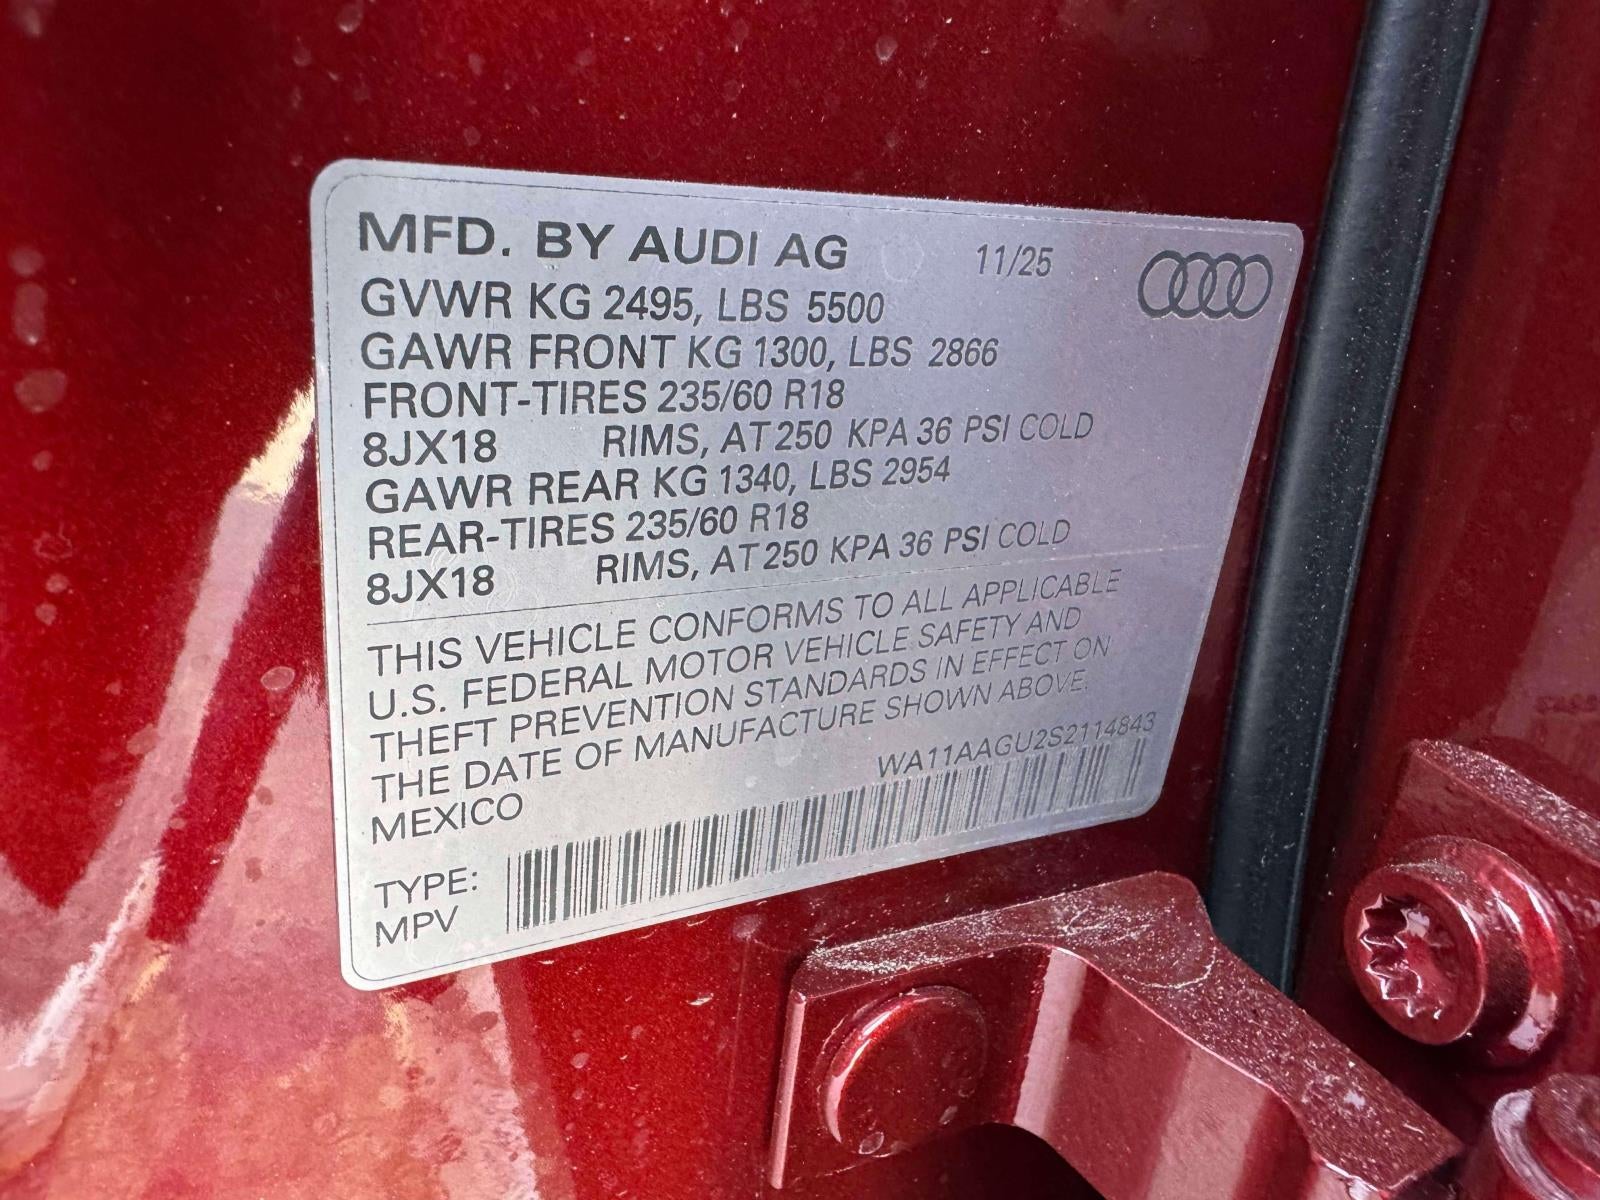 MFD. BY AUDI AG 11/25
GVWR KG 2495, LBS 5500
GAWR FRONT KG 1300, LBS 2866
FRONT-TIRES 235/60 R18
8JX18 RIMS, AT 250 KPA 36 PSI COLD
GAWR REAR KG 1340, LBS 2954
REAR-TIRES 235/60 R18
8JX18 RIMS, AT 250 KPA 36 PSI COLD
THIS VEHICLE CONFORMS TO ALL APPLICABLE
U.S. FEDERAL MOTOR VEHICLE SAFETY AND
THEFT PREVENTION STANDARDS IN EFFECT ON
THE DATE OF MANUFACTURE SHOWN ABOVE.
MEXICO WA11AAGU2S2114843
TYPE:
MPV